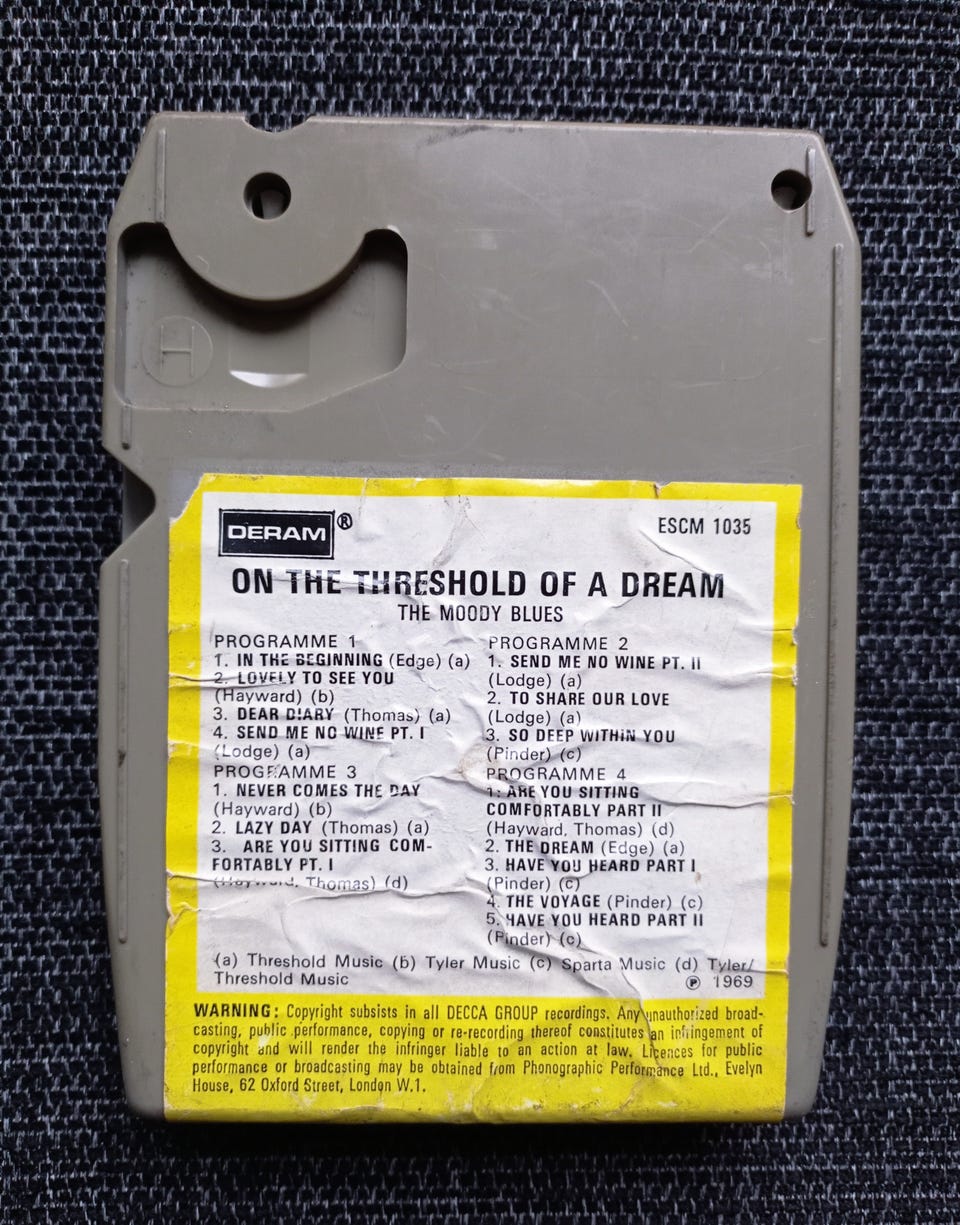 H
DERAM ®
ESCM 1035
ON THE THRESHOLD OF A DREAM
THE MOODY BLUES
PROGRAMME 1
1. IN THE BEGINNING (Edge) (a)
2. LOVELY TO SEE YOU
(Hayward) (b)
3. DEAR DIARY (Thomas) (a)
4. SEND ME NO WINE PT. I
(Lodge) (a)
PROGRAMME 2
1. SEND ME NO WINE PT. II
(Lodge) (a)
2. TO SHARE OUR LOVE
(Lodge) (a)
3. SO DEEP WITHIN YOU
(Pinder) (c)
PROGRAMME 3
1. NEVER COMES THE DAY
(Hayward) (b)
2. LAZY DAY (Thomas) (a)
3. ARE YOU SITTING COM-
FORTABLY PT. I
(Hayward, Thomas) (d)
PROGRAMME 4
1: ARE YOU SITTING
COMFORTABLY PART II
(Hayward, Thomas) (d)
2. THE DREAM (Edge) (a)
3. HAVE YOU HEARD PART I
(Pinder) (c)
4. THE VOYAGE (Pinder) (c)
5. HAVE YOU HEARD PART II
(Pinder) (c)
(a) Threshold Music (b) Tyler Music (c) Sparta Music (d) Tyler/
Threshold Music
℗ 1969
WARNING: Copyright subsists in all DECCA GROUP recordings. Any unauthorized broad-
casting, public performance, copying or re-recording thereof constitutes an infringement of
copyright and will render the infringer liable to an action at law. Licences for public
performance or broadcasting may be obtained from Phonographic Performance Ltd., Evelyn
House, 62 Oxford Street, London W.1.